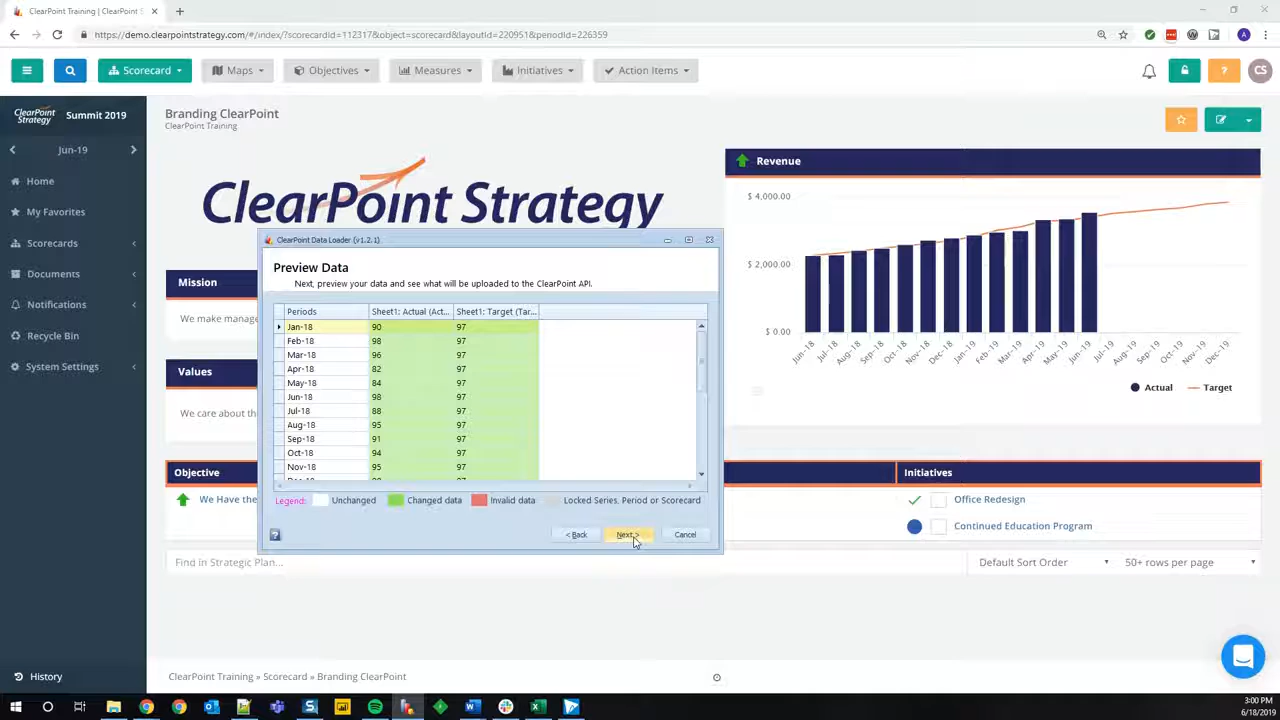 ClearPoint Training | ClearPoint S
https://demo.clearpointstrategy.com/#/index/?scorecardId=112317&object=scorecard&layoutId=220951&periodId=226359
A
Scorecard
Maps
Objectives
Measures
Initiatives
Action Items
?
CS
ClearPoint Strategy
Summit 2019
Jun-19
Home
My Favorites
Scorecards
Documents
Notifications
Recycle Bin
System Settings
History
Branding ClearPoint
ClearPoint Training
ClearPoint Strategy
Mission
We make manage
Values
We care about the
Objective
We Have the
Find in Strategic Plan...
ClearPoint Data Loader (v1.2.1)
Preview Data
Next, preview your data and see what will be uploaded to the ClearPoint API.
Periods Sheet1: Actual (Act... Sheet1: Target (Tar...
Jan-18 90 97
Feb-18 98 97
Mar-18 96 97
Apr-18 82 97
May-18 84 97
Jun-18 98 97
Jul-18 88 97
Aug-18 95 97
Sep-18 91 97
Oct-18 94 97
Nov-18 95 97
Legend: Unchanged Changed data Invalid data Locked Series, Period or Scorecard
< Back Next > Cancel
Revenue
$ 4,000.00
$ 2,000.00
$ 0.00
Jun-18 Jul-18 Aug-18 Sep-18 Oct-18 Nov-18 Dec-18 Jan-19 Feb-19 Mar-19 Apr-19 May-19 Jun-19 Jul-19 Aug-19 Sep-19 Oct-19 Nov-19 Dec-19
Actual Target
Initiatives
Office Redesign
Continued Education Program
Default Sort Order
50+ rows per page
ClearPoint Training > Scorecard > Branding ClearPoint
3:00 PM
6/18/2019